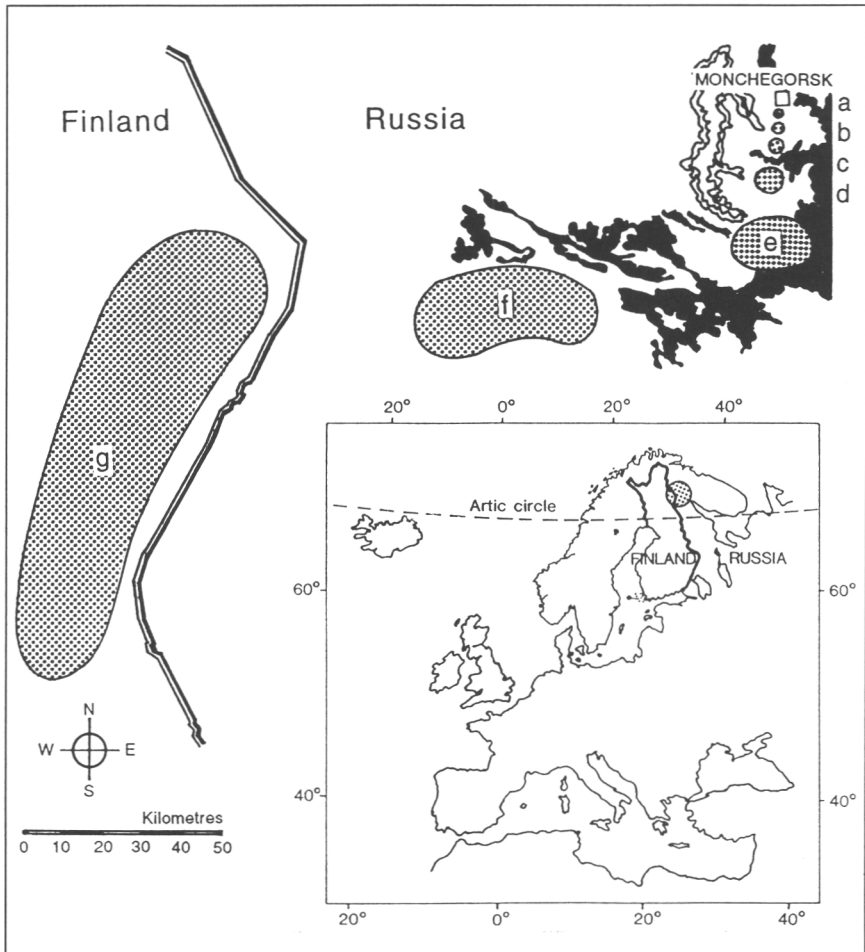 MONCHEGORSK
Finland
Russia
a
b
c
d
e
f
g
20° 0° 20° 40°
Artic circle
FINLAND RUSSIA
60° 60°
40° 40°
20° 0° 20° 40°
N
W E
S
Kilometres
0 10 20 30 40 50